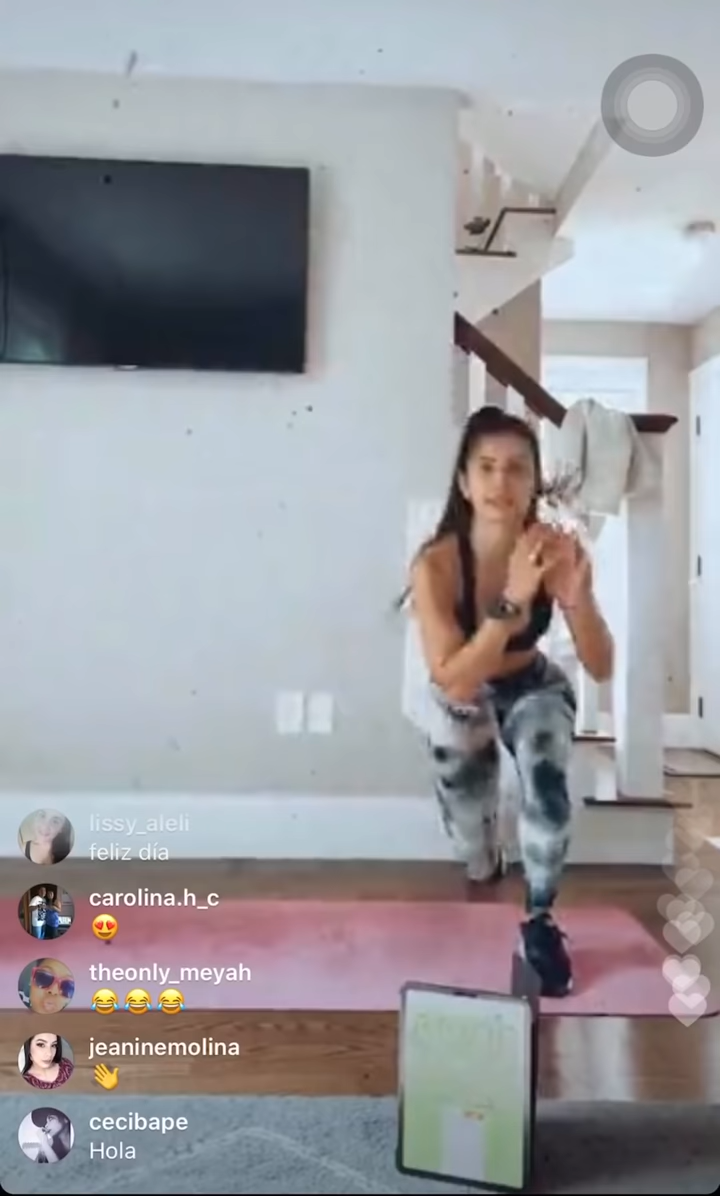 lissy_aleli
feliz día
carolina.h_c
😍
theonly_meyah
😂😂😂
jeaninemolina
👋
cecibape
Hola